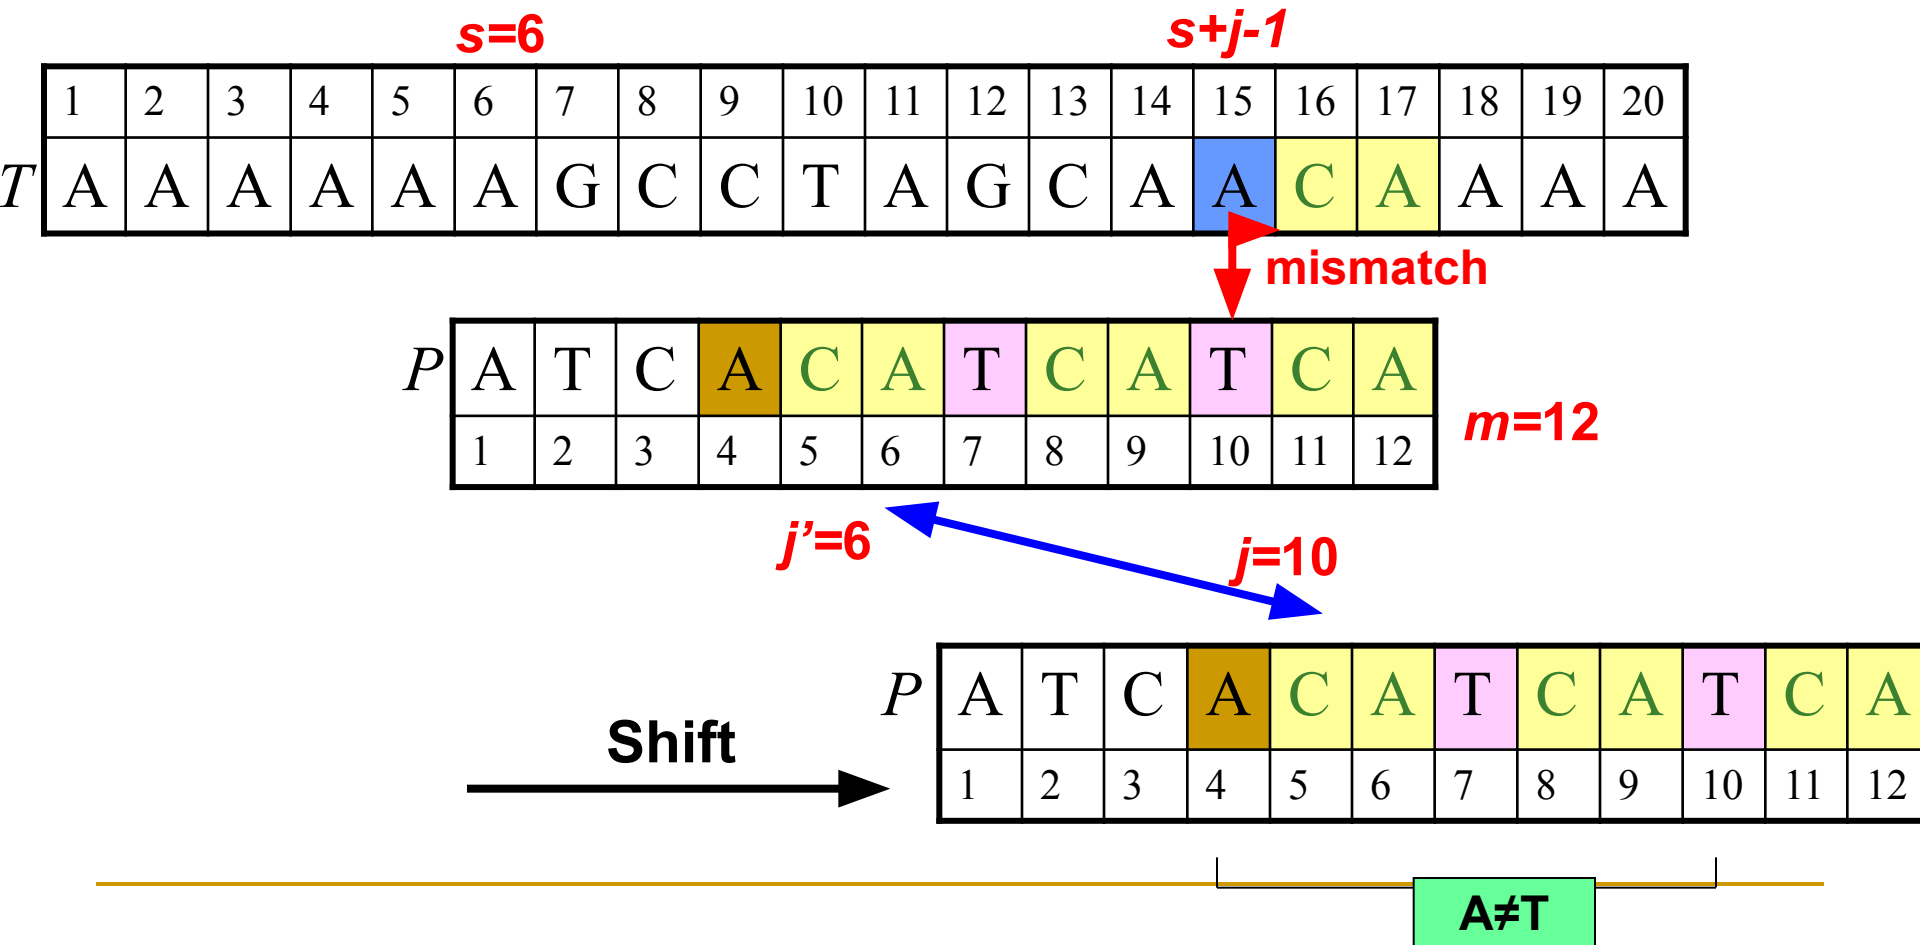 s=6 s+j-1
1 2 3 4 5 6 7 8 9 10 11 12 13 14 15 16 17 18 19 20
T A A A A A A G C C T A G C A A C A A A A
mismatch
P A T C A C A T C A T C A
m=12
1 2 3 4 5 6 7 8 9 10 11 12
j’=6 j=10
P A T C A C A T C A T C A
Shift
1 2 3 4 5 6 7 8 9 10 11 12
A≠T